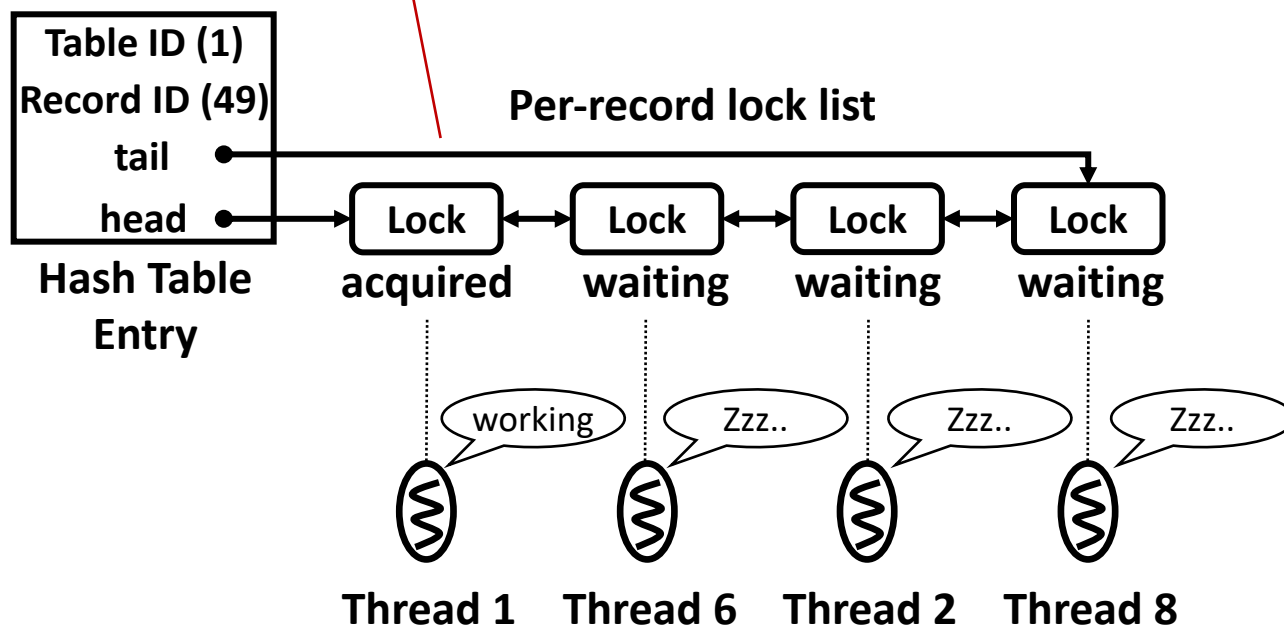 Table ID (1)
Record ID (49)
tail
head
Hash Table
Entry
Per-record lock list
Lock
Lock
Lock
Lock
acquired
waiting
waiting
waiting
working
Zzz..
Zzz..
Zzz..
Thread 1
Thread 6
Thread 2
Thread 8